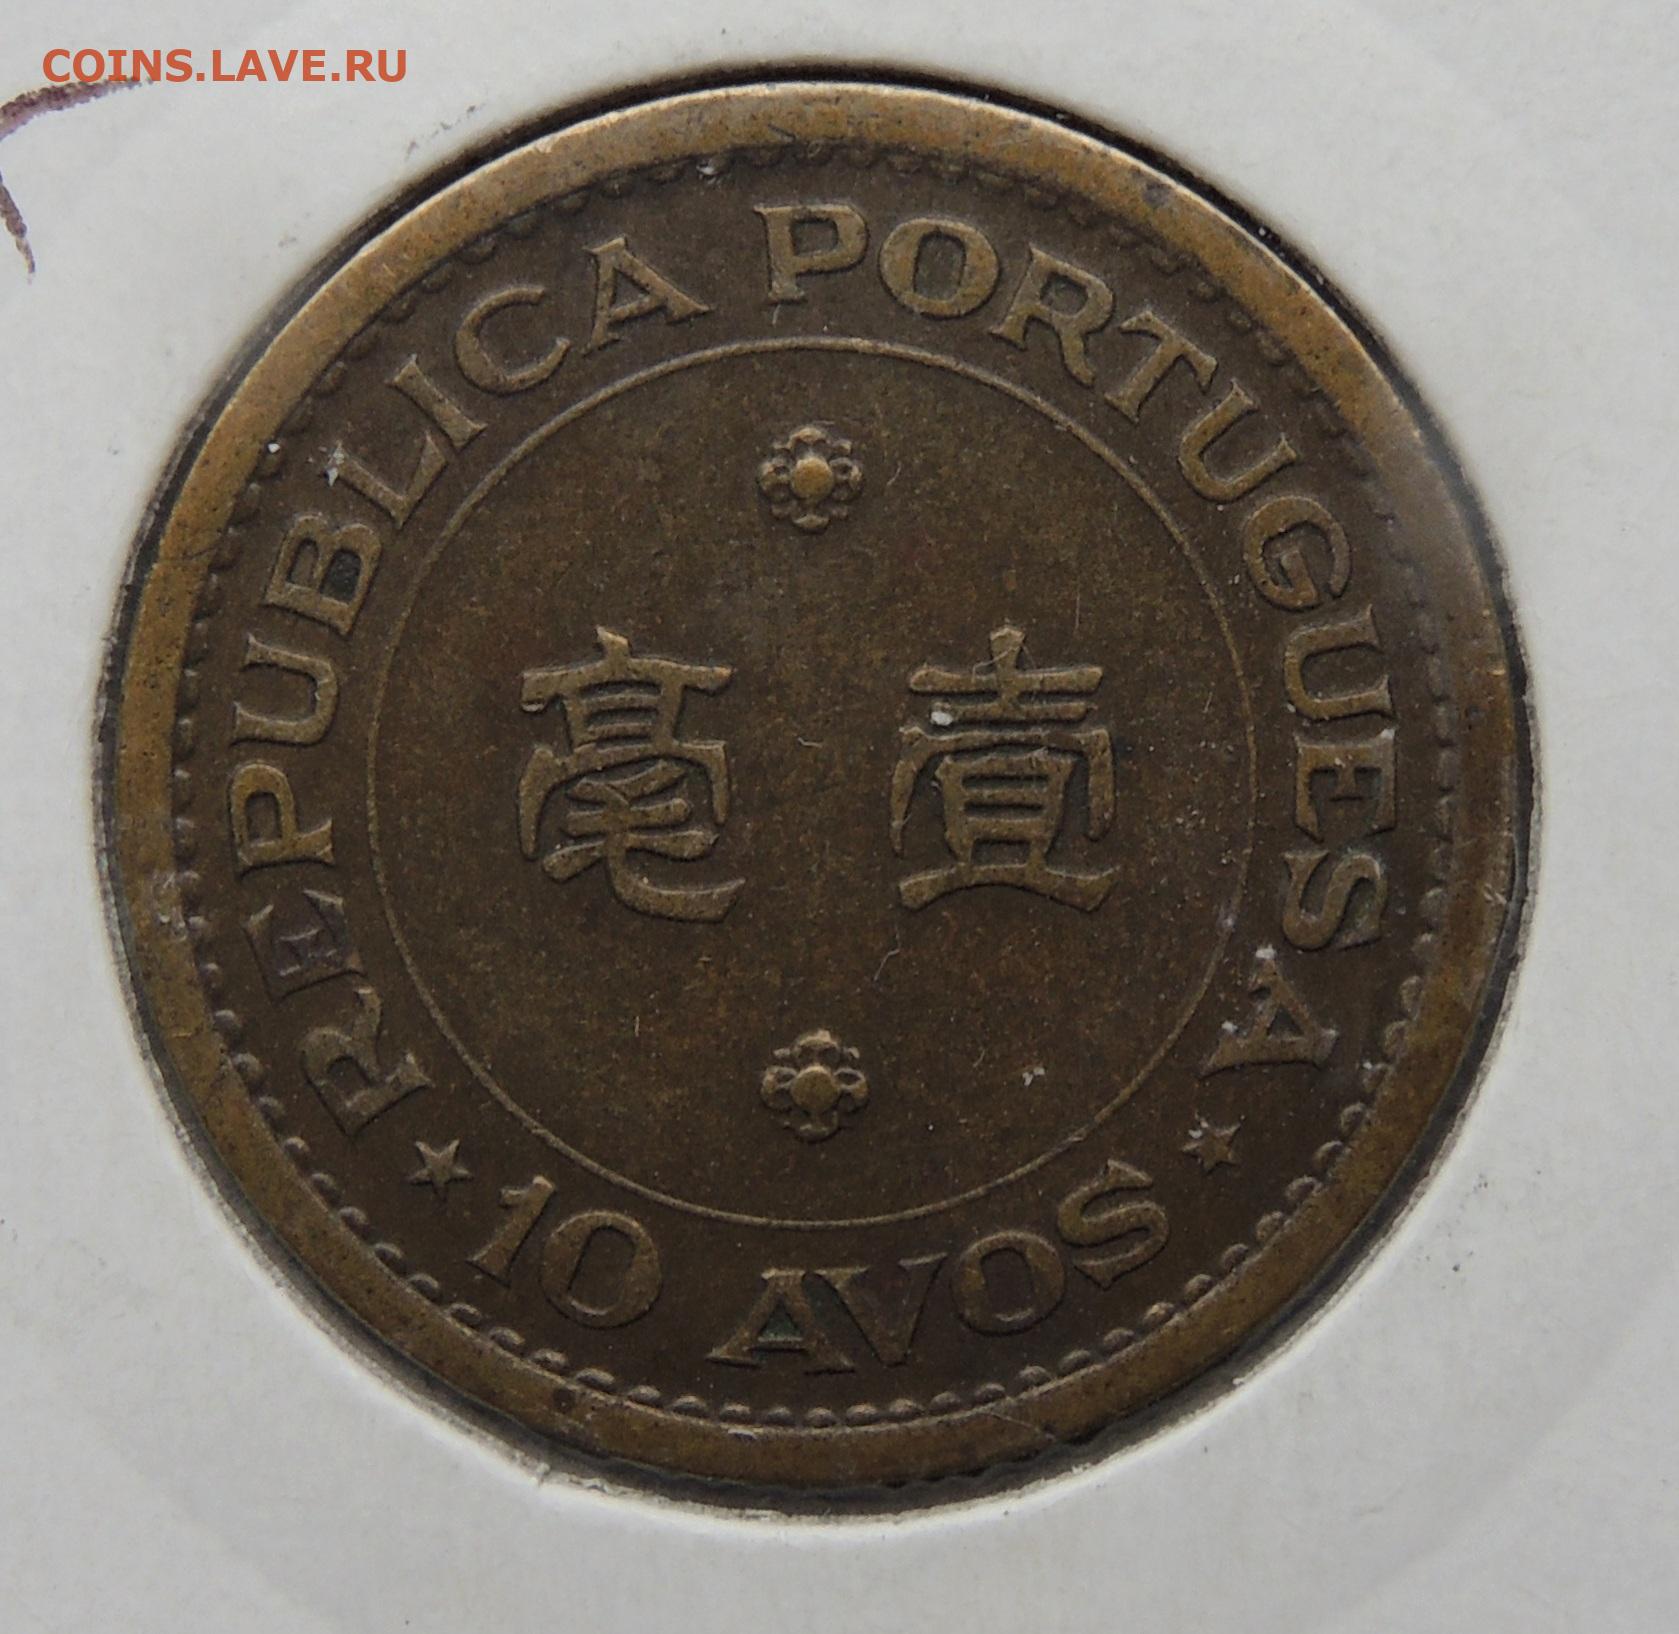 COINS.LAVE.RU
REPUBLICA PORTUGUESA
毫 壹
★ 10 AVOS ★